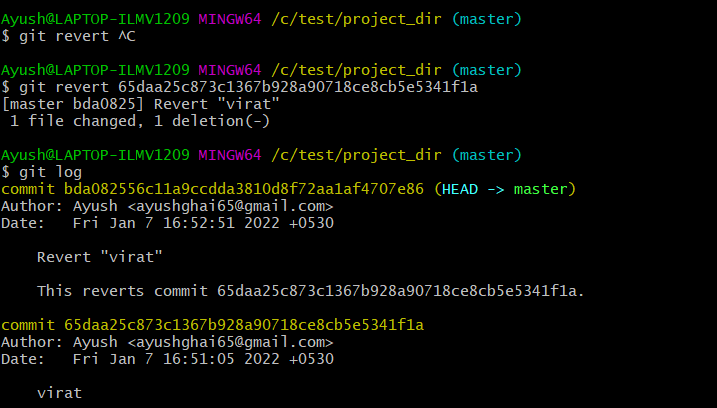 Ayush@LAPTOP-ILMV1209 MINGW64 /c/test/project_dir (master)
$ git revert ^C
Ayush@LAPTOP-ILMV1209 MINGW64 /c/test/project_dir (master)
$ git revert 65daa25c873c1367b928a90718ce8cb5e5341f1a
[master bda0825] Revert "virat"
 1 file changed, 1 deletion(-)
Ayush@LAPTOP-ILMV1209 MINGW64 /c/test/project_dir (master)
$ git log
commit bda082556c11a9ccdda3810d8f72aa1af4707e86 (HEAD -> master)
Author: Ayush <ayushghai65@gmail.com>
Date:   Fri Jan 7 16:52:51 2022 +0530
    Revert "virat"
    This reverts commit 65daa25c873c1367b928a90718ce8cb5e5341f1a.
commit 65daa25c873c1367b928a90718ce8cb5e5341f1a
Author: Ayush <ayushghai65@gmail.com>
Date:   Fri Jan 7 16:51:05 2022 +0530
    virat